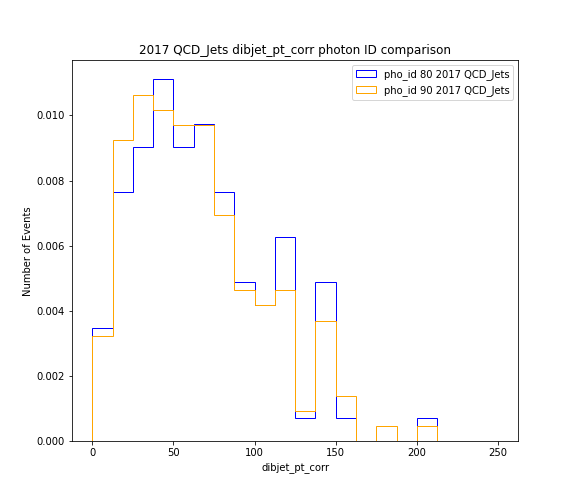 2017 QCD_Jets dibjet_pt_corr photon ID comparison
pho_id 80 2017 QCD_Jets
pho_id 90 2017 QCD_Jets
Number of Events
0.010
0.008
0.006
0.004
0.002
0.000
0 50 100 150 200 250
dibjet_pt_corr